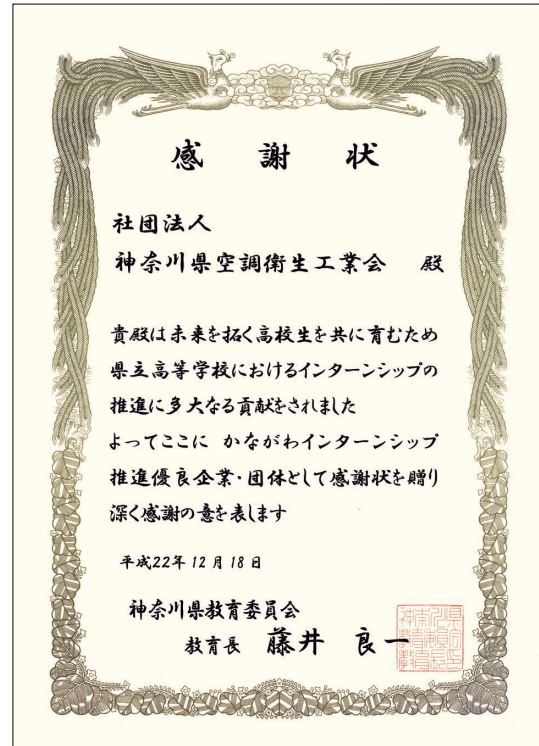 感謝状
社団法人
神奈川県空調衛生工業会 殿
貴殿は未来を拓く高校生を共に育むため
県立高等学校におけるインターンシップの
推進に多大なる貢献をされました
よってここに かながわインターンシップ
推進優良企業・団体として感謝状を贈り
深く感謝の意を表します
平成22年12月18日
神奈川県教育委員会
教育長 藤井良一